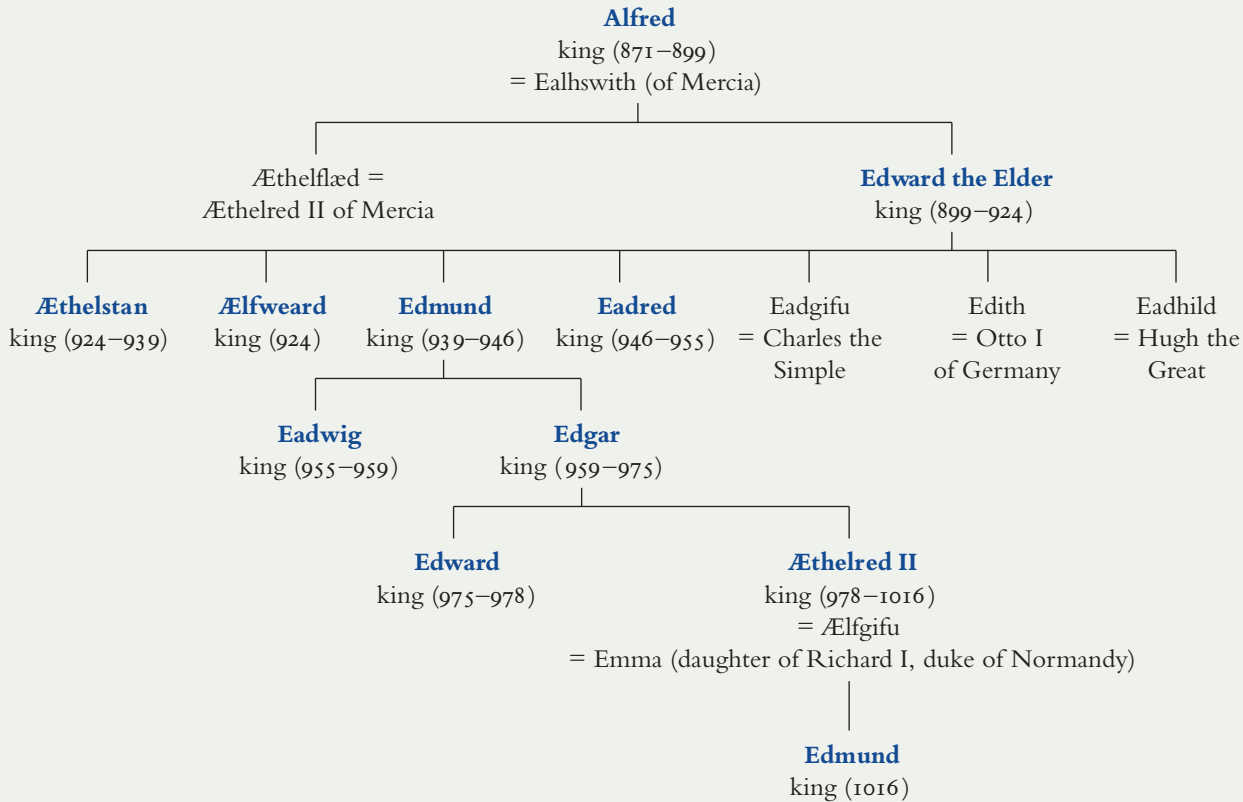 Alfred
king (871–899)
= Ealhswith (of Mercia)
Æthelflæd =
Æthelred II of Mercia
Edward the Elder
king (899–924)
Æthelstan
king (924–939)
Ælfweard
king (924)
Edmund
king (939–946)
Eadred
king (946–955)
Eadgifu
= Charles the
Simple
Edith
= Otto I
of Germany
Eadhild
= Hugh the
Great
Eadwig
king (955–959)
Edgar
king (959–975)
Edward
king (975–978)
Æthelred II
king (978–1016)
= Ælfgifu
= Emma (daughter of Richard I, duke of Normandy)
Edmund
king (1016)